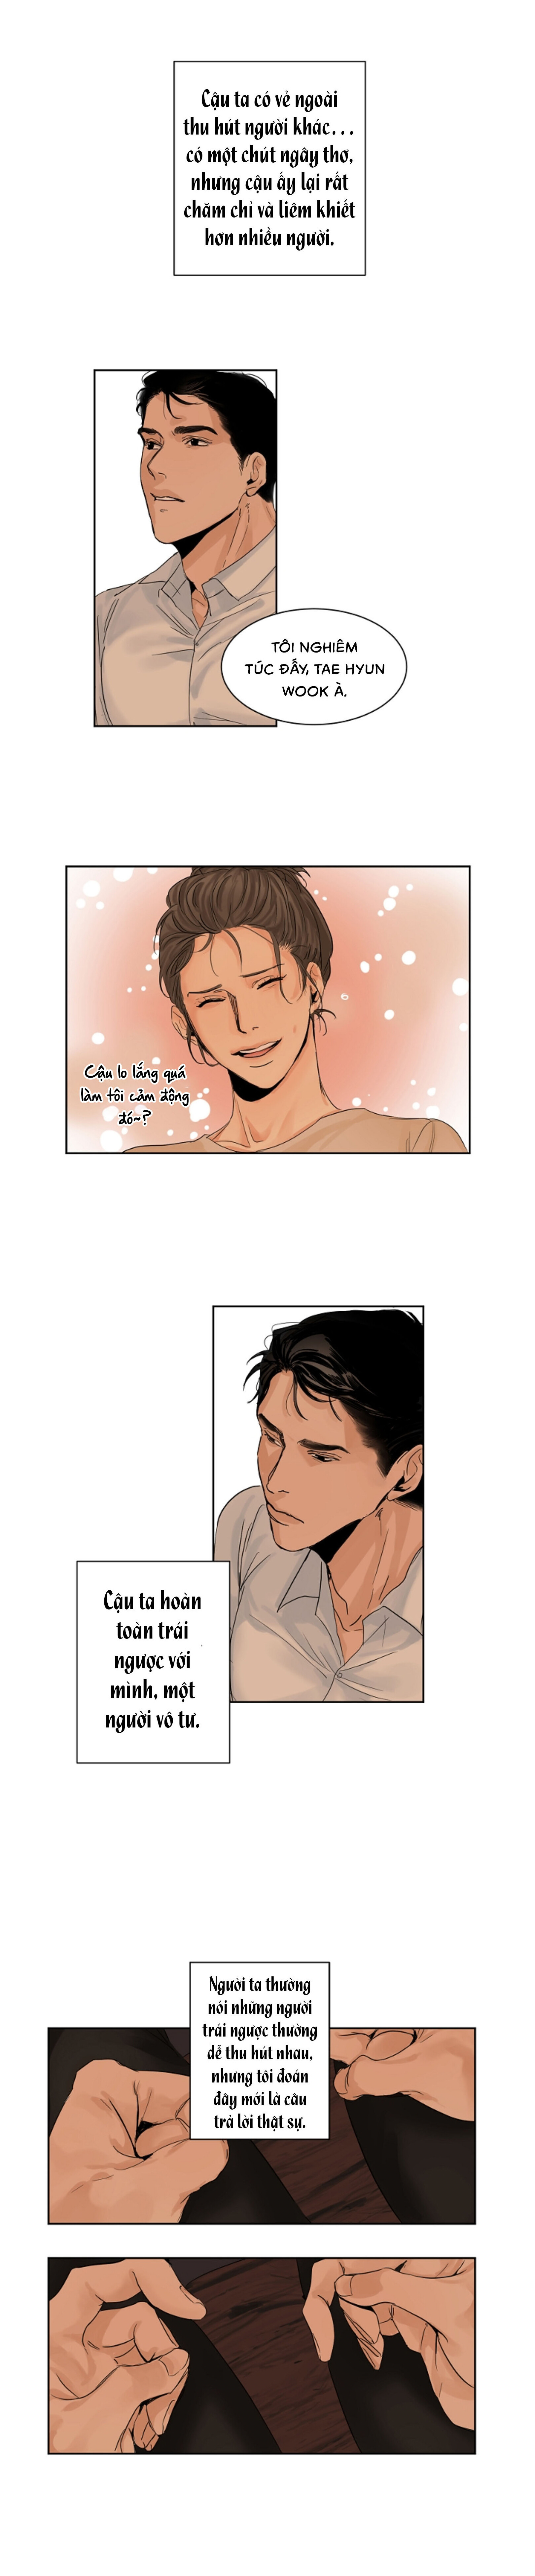 Cậu ta có vẻ ngoài
thu hút người khác...
có một chút ngây thơ,
nhưng cậu ấy lại rất
chăm chỉ và liêm khiết
hơn nhiều người.
TÔI NGHIÊM
TÚC ĐẤY, TAE HYUN
WOOK À.
Cậu lo lắng quá
làm tôi cảm động
đó~?
Cậu ta hoàn
toàn trái
ngược với
mình, một
người vô tư.
Người ta thường
nói những người
trái ngược thường
dễ thu hút nhau,
nhưng tôi đoán
đây mới là câu
trả lời thật sự.